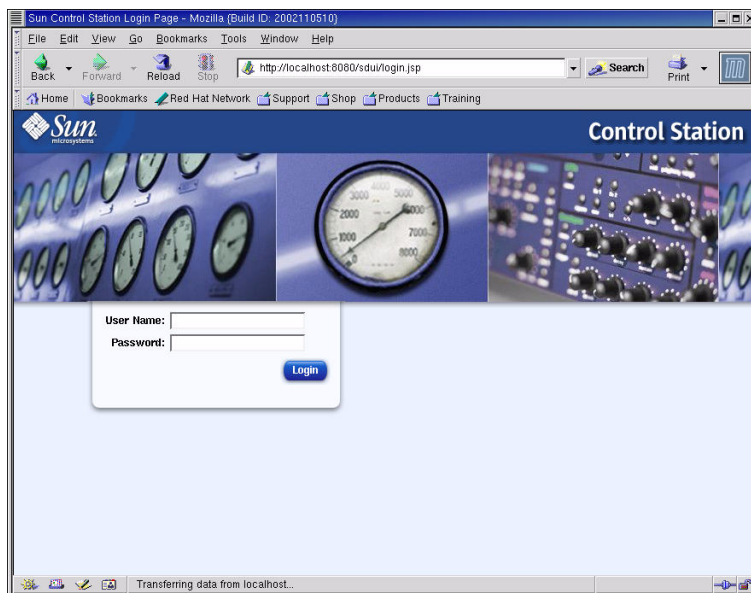 Sun Control Station Login Page - Mozilla {Build ID: 2002110510}
File Edit View Go Bookmarks Tools Window Help
Back Forward Reload Stop http://localhost:8080/sdui/login.jsp Search Print
Home Bookmarks Red Hat Network Support Shop Products Training
Sun microsystems Control Station
3000 4000 5000
2000 6000
1000 7000
0 8000
User Name:
Password:
Login
Transferring data from localhost...